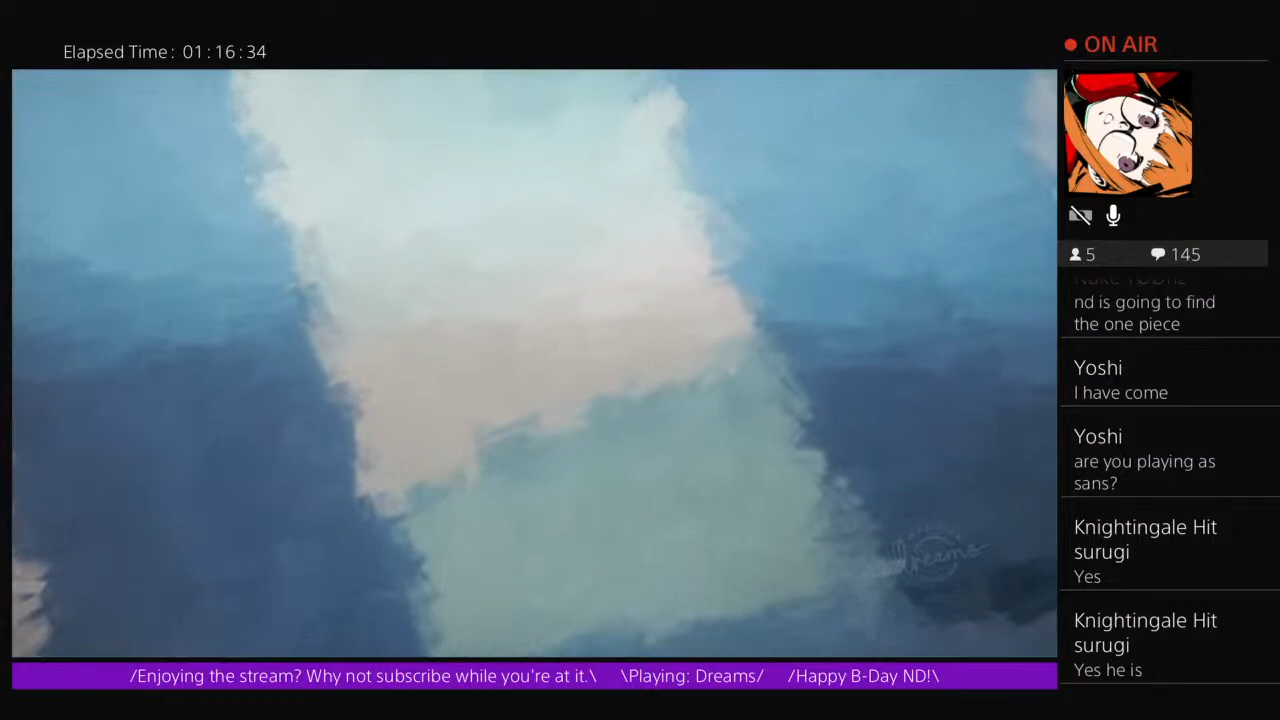 Elapsed Time: 01:16:34
ON AIR
5 145
nd is going to find
the one piece
Yoshi
I have come
Yoshi
are you playing as
sans?
Knightingale Hit
surugi
Yes
Knightingale Hit
surugi
Yes he is
Dreams
/Enjoying the stream? Why not subscribe while you're at it.\ \Playing: Dreams/ /Happy B-Day ND!\